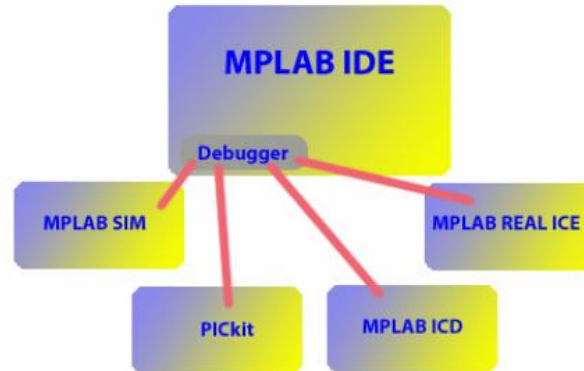 MPLAB IDE
Debugger
MPLAB SIM
MPLAB REAL ICE
PICkit
MPLAB ICD